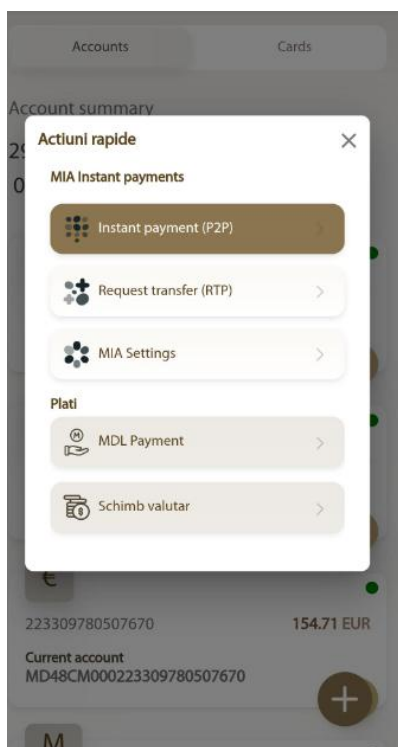 Accounts
Cards
Account summary
Actiuni rapide
MIA Instant payments
Instant payment (P2P)
Request transfer (RTP)
MIA Settings
Plati
MDL Payment
Schimb valutar
€
223309780507670
154.71 EUR
Current account
MD48CM000223309780507670
M